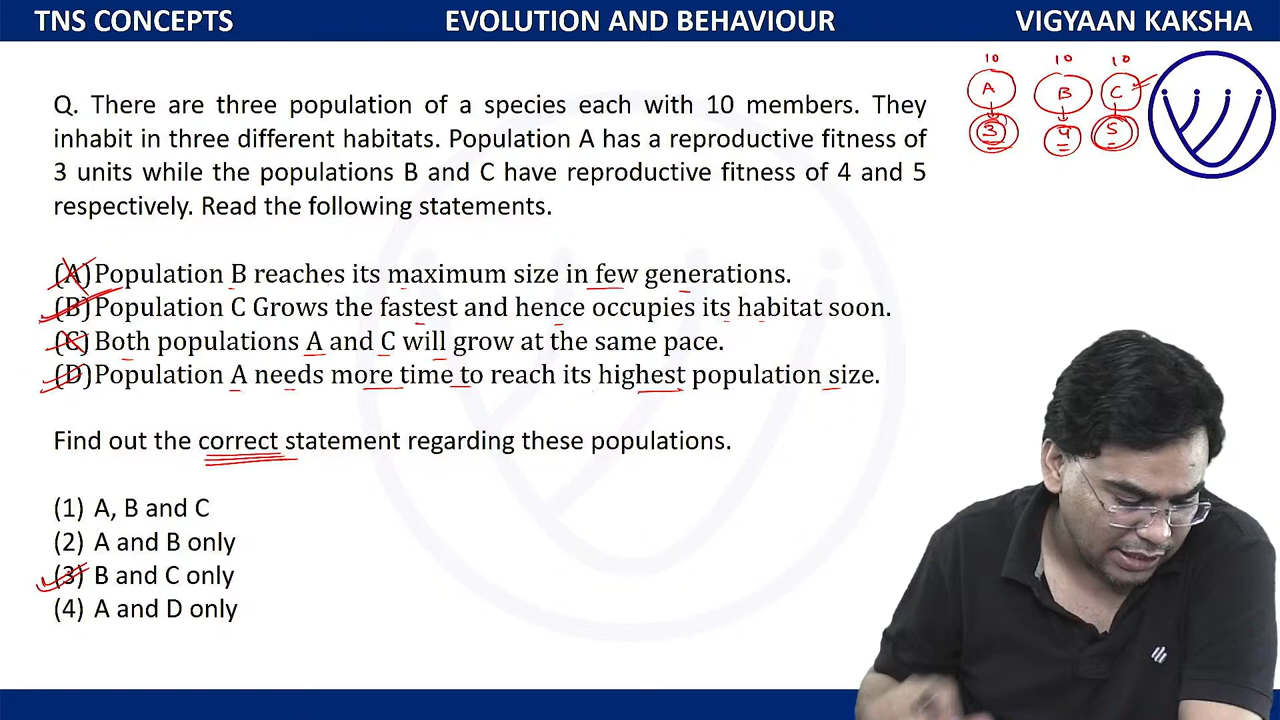 TNS CONCEPTS EVOLUTION AND BEHAVIOUR VIGYAAN KAKSHA
10 10 10
A B C
3 4 5
Q. There are three population of a species each with 10 members. They
inhabit in three different habitats. Population A has a reproductive fitness of
3 units while the populations B and C have reproductive fitness of 4 and 5
respectively. Read the following statements.
(A)Population B reaches its maximum size in few generations.
(B)Population C Grows the fastest and hence occupies its habitat soon.
(C)Both populations A and C will grow at the same pace.
(D)Population A needs more time to reach its highest population size.
Find out the correct statement regarding these populations.
(1) A, B and C
(2) A and B only
(3) B and C only
(4) A and D only